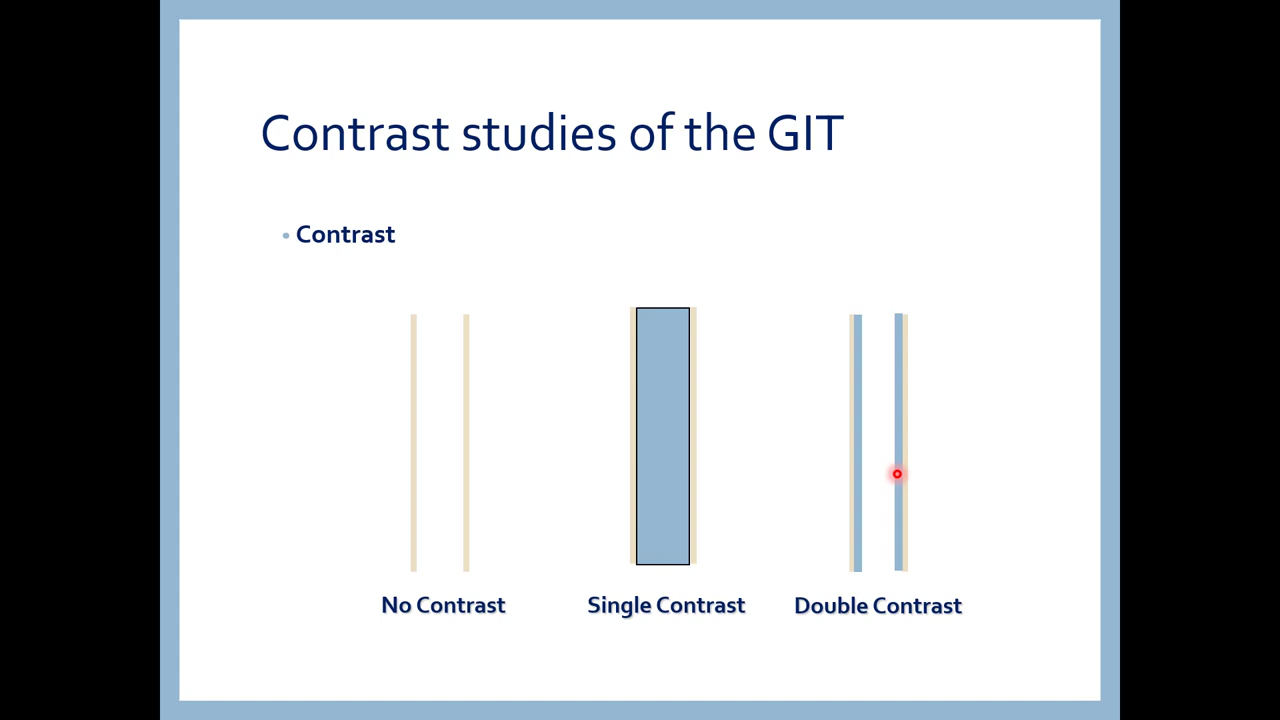 Contrast studies of the GIT
• Contrast
No Contrast
Single Contrast
Double Contrast